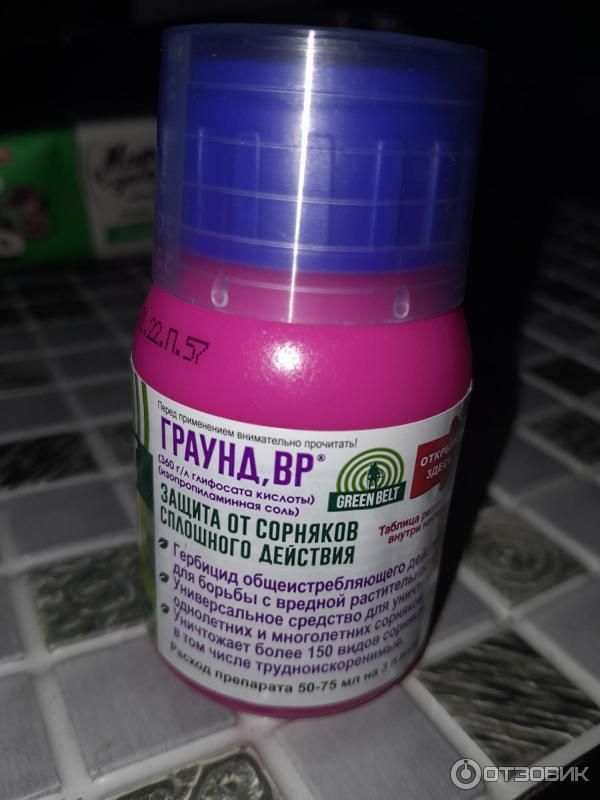 .22.П.57
Перед применением внимательно прочитать!
ГРАУНД, ВР®
(360 г/л глифосата кислоты)
(изопропиламинная соль)
GREEN BELT
ОТКРЫ
ЗДЕСЬ
ЗАЩИТА ОТ СОРНЯКОВ
СПЛОШНОГО ДЕЙСТВИЯ
Таблица
внутри
Гербицид общеистребляющего
для борьбы с вредной
Универсальное средство для
однолетних и многолетних
Уничтожает более 150 видов
в том числе трудноискоренимые.
Расход препарата 50-75 мл на 3 л
ОТЗОВИК